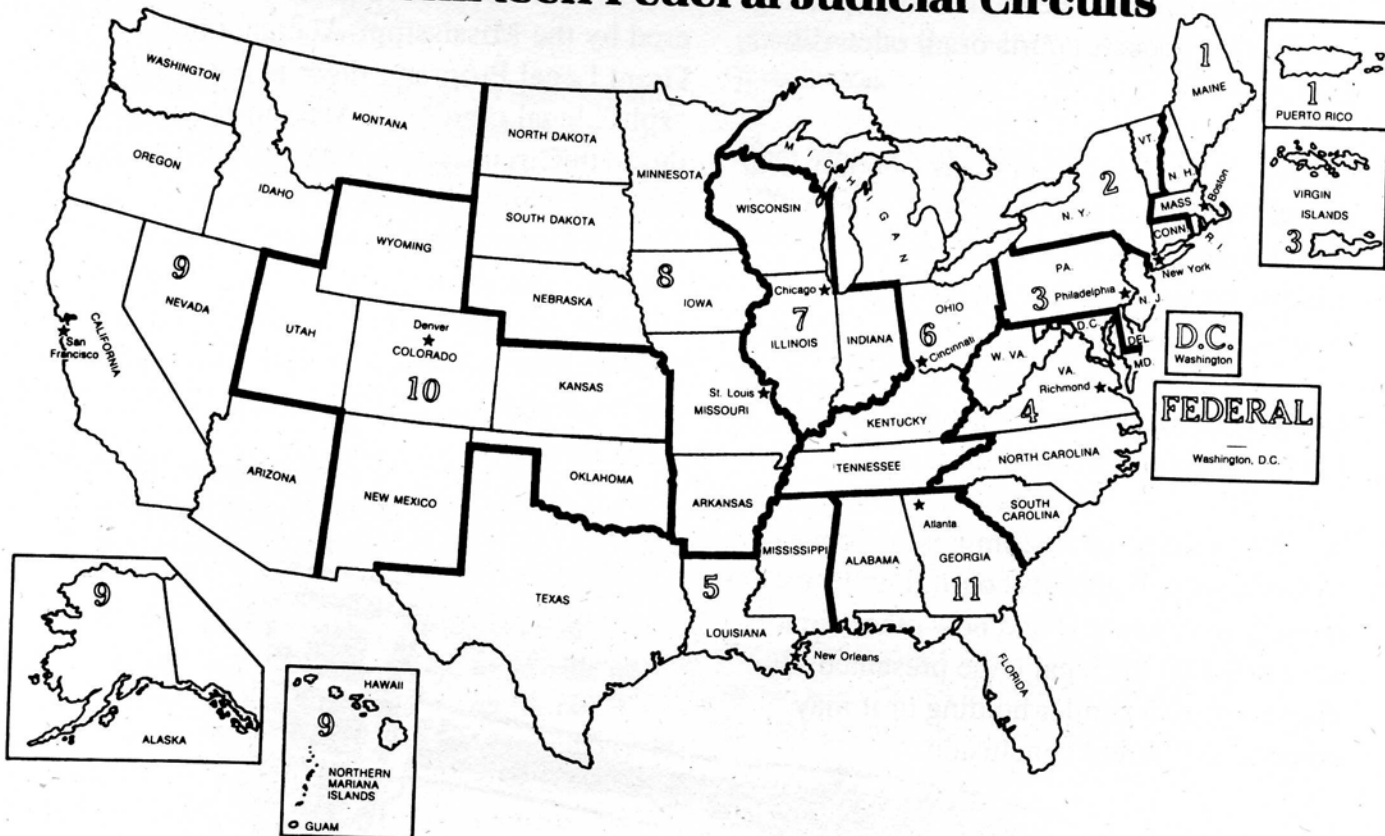 Federal Judicial Circuits
WASHINGTON
MONTANA
NORTH DAKOTA
MINNESOTA
MICHIGAN
1
MAINE
VT.
N. H.
1
PUERTO RICO
OREGON
IDAHO
SOUTH DAKOTA
WISCONSIN
2
N. Y.
MASS
Boston
CONN.
R. I.
New York
VIRGIN
ISLANDS
3
WYOMING
9
NEVADA
NEBRASKA
8
IOWA
Chicago
PA.
3
Philadelphia
N. J.
CALIFORNIA
San
Francisco
UTAH
Denver
COLORADO
10
KANSAS
7
ILLINOIS
INDIANA
OHIO
6
Cincinnati
W. VA.
D.C.
DEL.
MD.
D.C.
Washington
St. Louis
MISSOURI
KENTUCKY
VA.
Richmond
4
FEDERAL
Washington, D.C.
ARIZONA
NEW MEXICO
OKLAHOMA
ARKANSAS
TENNESSEE
NORTH CAROLINA
SOUTH
CAROLINA
Atlanta
MISSISSIPPI
ALABAMA
GEORGIA
11
TEXAS
5
LOUISIANA
New Orleans
FLORIDA
9
ALASKA
HAWAII
9
NORTHERN
MARIANA
ISLANDS
GUAM